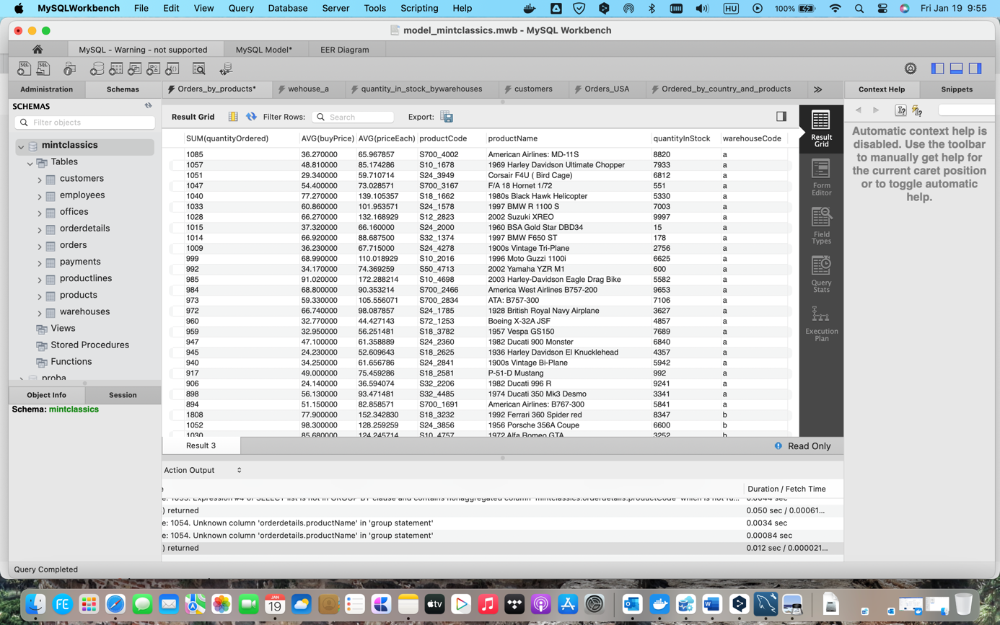 MySQLWorkbench File Edit View Query Database Server Tools Scripting Help HU 100% Fri Jan 19 9:55
model_mintclassics.mwb - MySQL Workbench
MySQL - Warning - not supported MySQL Model* EER Diagram
Administration Schemas Orders_by_products* wehouse_a quantity_in_stock_bywarehouses customers Orders_USA Ordered_by_country_and_products Context Help Snippets
SCHEMAS
Filter objects
mintclassics
Tables
customers
employees
offices
orderdetails
orders
payments
productlines
products
warehouses
Views
Stored Procedures
Functions
proba
Object Info Session
Schema: mintclassics
Result Grid Filter Rows: Search Export:
SUM(quantityOrdered) AVG(buyPrice) AVG(priceEach) productCode productName quantityInStock warehouseCode
1085 36.270000 65.967857 S700_4002 American Airlines: MD-11S 8820 a
1057 48.810000 85.174286 S10_1678 1969 Harley Davidson Ultimate Chopper 7933 a
1051 29.340000 59.710714 S24_3949 Corsair F4U ( Bird Cage) 6812 a
1047 54.400000 73.028571 S700_3167 F/A 18 Hornet 1/72 551 a
1040 77.270000 139.105357 S18_1662 1980s Black Hawk Helicopter 5330 a
1033 60.860000 101.953571 S24_1578 1997 BMW R 1100 S 7003 a
1028 66.270000 132.168929 S12_2823 2002 Suzuki XREO 9997 a
1015 37.320000 66.160000 S24_2000 1960 BSA Gold Star DBD34 15 a
1014 66.920000 88.687500 S32_1374 1997 BMW F650 ST 178 a
1009 36.230000 67.715000 S24_4278 1900s Vintage Tri-Plane 2756 a
999 68.990000 110.018929 S10_2016 1996 Moto Guzzi 1100i 6625 a
992 34.170000 74.369259 S50_4713 2002 Yamaha YZR M1 600 a
985 91.020000 172.288214 S10_4698 2003 Harley-Davidson Eagle Drag Bike 5582 a
984 68.800000 90.353214 S700_2466 America West Airlines B757-200 9653 a
973 59.330000 105.556071 S700_2834 ATA: B757-300 7106 a
972 66.740000 98.087857 S24_1785 1928 British Royal Navy Airplane 3627 a
960 32.770000 44.427143 S72_1253 Boeing X-32A JSF 4857 a
959 32.950000 56.251481 S18_3782 1957 Vespa GS150 7689 a
947 47.100000 61.358889 S24_2360 1982 Ducati 900 Monster 6840 a
945 24.230000 52.609643 S18_2625 1936 Harley Davidson El Knucklehead 4357 a
940 34.250000 61.656786 S24_2841 1900s Vintage Bi-Plane 5942 a
917 49.000000 75.459286 S18_2581 P-51-D Mustang 992 a
906 24.140000 36.594074 S32_2206 1982 Ducati 996 R 9241 a
898 56.130000 93.471481 S32_4485 1974 Ducati 350 Mk3 Desmo 3341 a
894 51.150000 82.858571 S700_1691 American Airlines: B767-300 5841 a
1808 77.900000 152.342830 S18_3232 1992 Ferrari 360 Spider red 8347 b
1052 98.300000 128.259259 S24_3856 1956 Porsche 356A Coupe 6600 b
1030 85.680000 124.245714 S10_4757 1972 Alfa Romeo GTA 3252 b
Result Grid
Form Editor
Field Types
Query Stats
Execution Plan
Automatic context help is
disabled. Use the toolbar
to manually get help for
the current caret position
or to toggle automatic
help.
Result 3 Read Only
Action Output
e Duration / Fetch Time
e: 1055. Expression #4 of SELECT list is not in GROUP BY clause and contains nonaggregated column 'mintclassics.orderdetails.productCode' which is not fu... 0.0044 sec
) returned 0.050 sec / 0.00061...
e: 1054. Unknown column 'orderdetails.productName' in 'group statement' 0.0034 sec
e: 1054. Unknown column 'orderdetails.productName' in 'group statement' 0.00084 sec
) returned 0.012 sec / 0.000021...
Query Completed
FE JAN 19 tv W